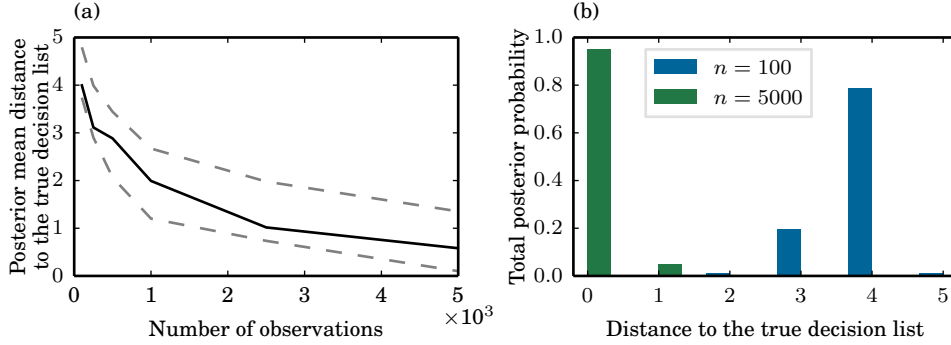 (a)
Posterior mean distance
to the true decision list
5
4
3
2
1
0
0 1 2 3 4 5
×10³
Number of observations
(b)
Total posterior probability
1.0
0.8
0.6
0.4
0.2
0.0
n = 100
n = 5000
0 1 2 3 4 5
Distance to the true decision list